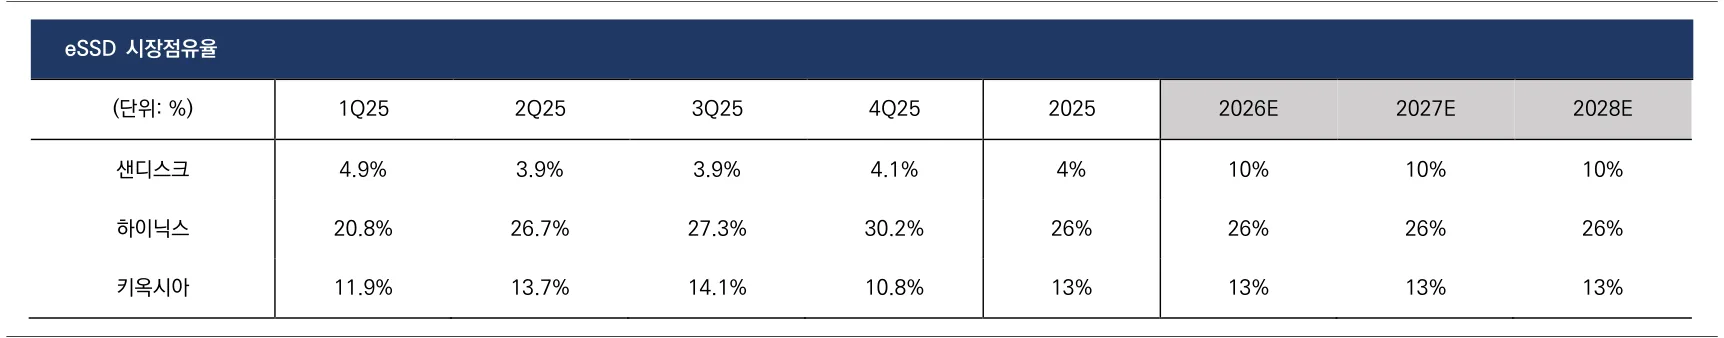 eSSD 시장점유율
(단위: %) 1Q25 2Q25 3Q25 4Q25 2025 2026E 2027E 2028E
샌디스크 4.9% 3.9% 3.9% 4.1% 4% 10% 10% 10%
하이닉스 20.8% 26.7% 27.3% 30.2% 26% 26% 26% 26%
키옥시아 11.9% 13.7% 14.1% 10.8% 13% 13% 13% 13%